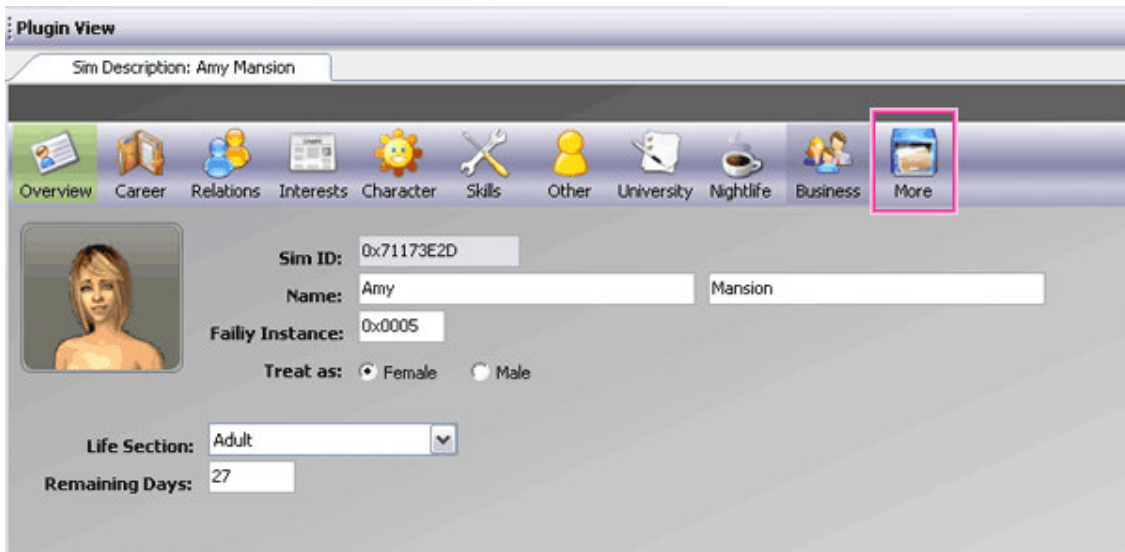 Plugin View
Sim Description: Amy Mansion
Overview Career Relations Interests Character Skills Other University Nightlife Business More
Sim ID: 0x71173E2D
Name: Amy Mansion
Failiy Instance: 0x0005
Treat as: Female Male
Life Section: Adult
Remaining Days: 27